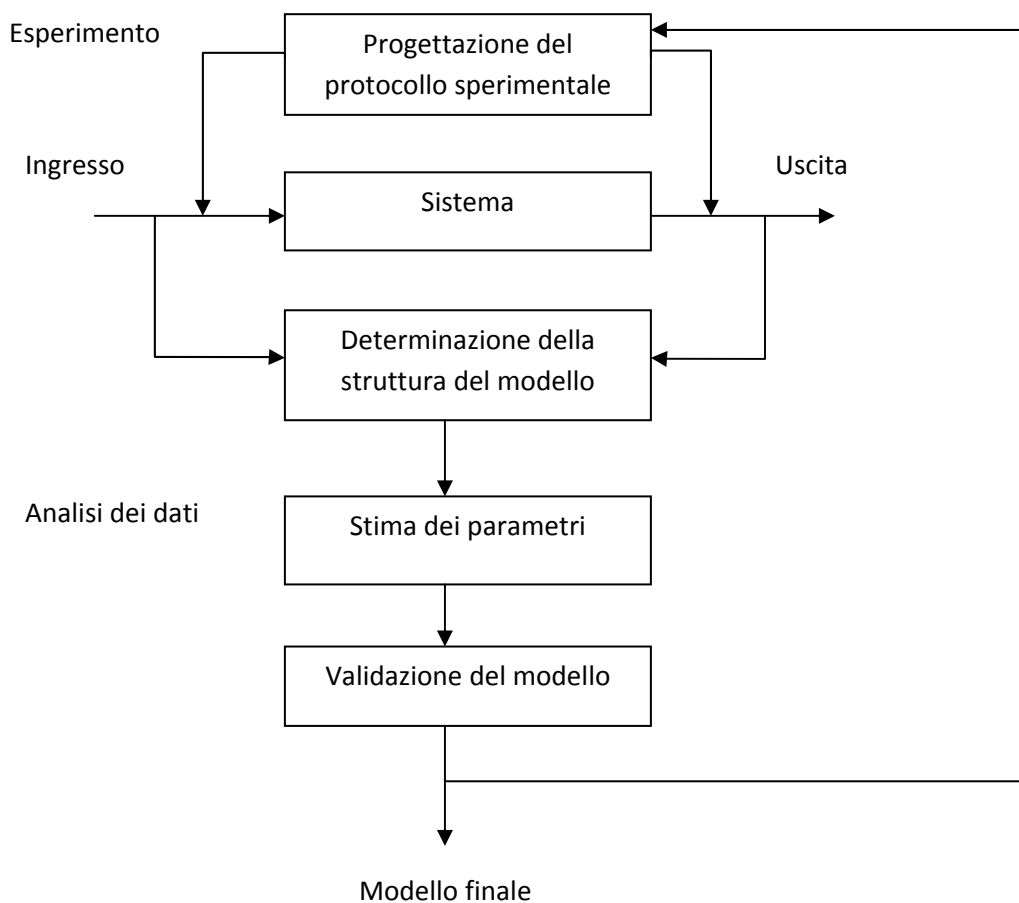 Esperimento
Progettazione del
protocollo sperimentale
Ingresso
Uscita
Sistema
Determinazione della
struttura del modello
Analisi dei dati
Stima dei parametri
Validazione del modello
Modello finale